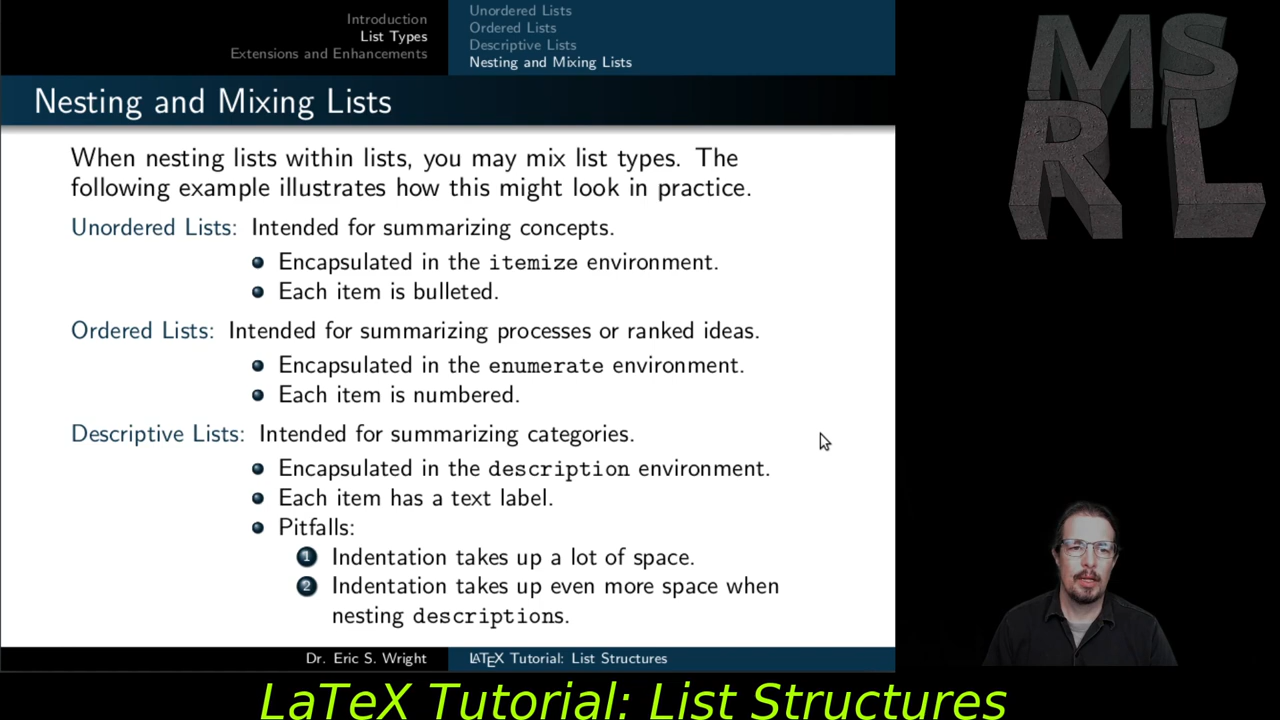 Introduction
List Types
Extensions and Enhancements
Unordered Lists
Ordered Lists
Descriptive Lists
Nesting and Mixing Lists
MS
RL
Nesting and Mixing Lists
When nesting lists within lists, you may mix list types. The
following example illustrates how this might look in practice.
Unordered Lists: Intended for summarizing concepts.
Encapsulated in the itemize environment.
Each item is bulleted.
Ordered Lists: Intended for summarizing processes or ranked ideas.
Encapsulated in the enumerate environment.
Each item is numbered.
Descriptive Lists: Intended for summarizing categories.
Encapsulated in the description environment.
Each item has a text label.
Pitfalls:
1 Indentation takes up a lot of space.
2 Indentation takes up even more space when
nesting descriptions.
Dr. Eric S. Wright
LATEX Tutorial: List Structures
LaTeX Tutorial: List Structures